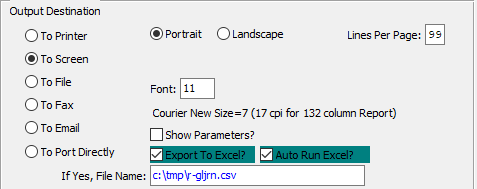 Output Destination
To Printer
Portrait
Landscape
Lines Per Page: 99
To Screen
To File
Font: 11
To Fax
Courier New Size=7 (17 cpi for 132 column Report)
To Email
Show Parameters?
To Port Directly
Export To Excel?
Auto Run Excel?
If Yes, File Name: c:\tmp\r-gljrn.csv